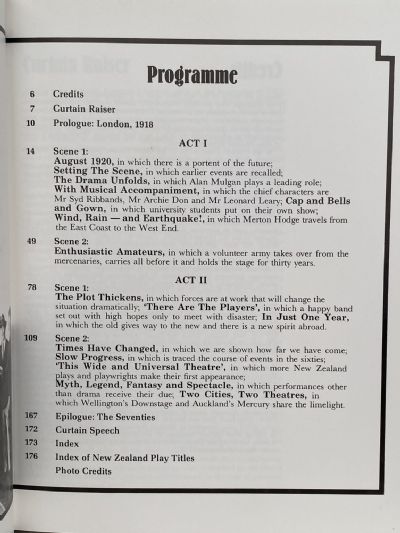 Programme
6 Credits
7 Curtain Raiser
10 Prologue: London, 1918
ACT I
14 Scene 1:
August 1920, in which there is a portent of the future;
Setting The Scene, in which earlier events are recalled;
The Drama Unfolds, in which Alan Mulgan plays a leading role;
With Musical Accompaniment, in which the chief characters are
Mr Syd Ribbands, Mr Archie Don and Mr Leonard Leary; Cap and Bells
and Gown, in which university students put on their own show;
Wind, Rain — and Earthquake!, in which Merton Hodge travels from
the East Coast to the West End.
49 Scene 2:
Enthusiastic Amateurs, in which a volunteer army takes over from the
mercenaries, carries all before it and holds the stage for thirty years.
ACT II
78 Scene 1:
The Plot Thickens, in which forces are at work that will change the
situation dramatically; 'There Are The Players', in which a happy band
set out with high hopes only to meet with disaster; In Just One Year,
in which the old gives way to the new and there is a new spirit abroad.
109 Scene 2:
Times Have Changed, in which we are shown how far we have come;
Slow Progress, in which is traced the course of events in the sixties;
'This Wide and Universal Theatre', in which more New Zealand
plays and playwrights make their first appearance;
Myth, Legend, Fantasy and Spectacle, in which performances other
than drama receive their due; Two Cities, Two Theatres, in
which Wellington's Downstage and Auckland's Mercury share the limelight.
167 Epilogue: The Seventies
172 Curtain Speech
173 Index
176 Index of New Zealand Play Titles
Photo Credits